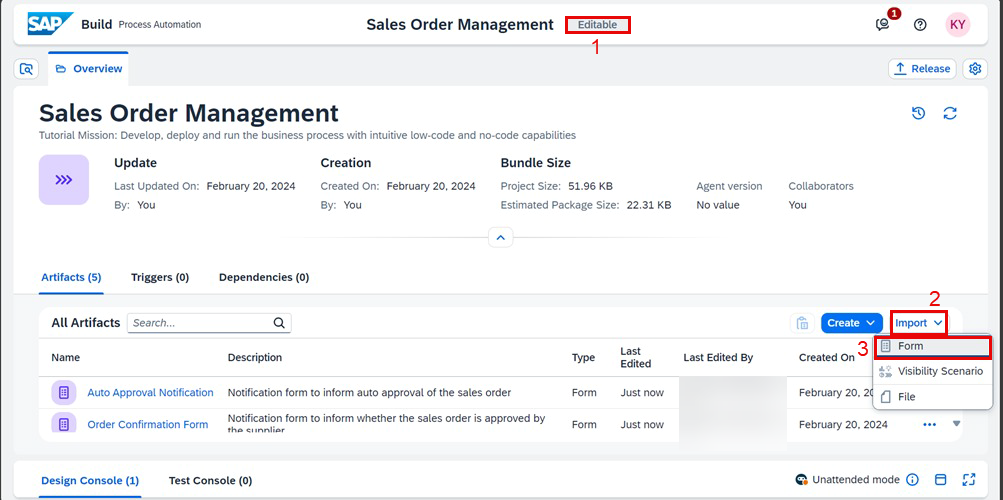 SAP Build Process Automation Sales Order Management Editable 1 KY
1
Overview Release
Sales Order Management
Tutorial Mission: Develop, deploy and run the business process with intuitive low-code and no-code capabilities
Update Creation Bundle Size
Last Updated On: February 20, 2024 Created On: February 20, 2024 Project Size: 51.96 KB Agent version Collaborators
By: You By: You Estimated Package Size: 22.31 KB No value You
Artifacts (5) Triggers (0) Dependencies (0)
2
All Artifacts Search... Create Import
3 Form
Name Description Type Last Edited Last Edited By Created On
Visibility Scenario
Auto Approval Notification Notification form to inform auto approval of the sales order Form Just now February 20, 20
File
Order Confirmation Form Notification form to inform whether the sales order is approved by Form Just now February 20, 2024 •••
the supplier
Design Console (1) Test Console (0) Unattended mode